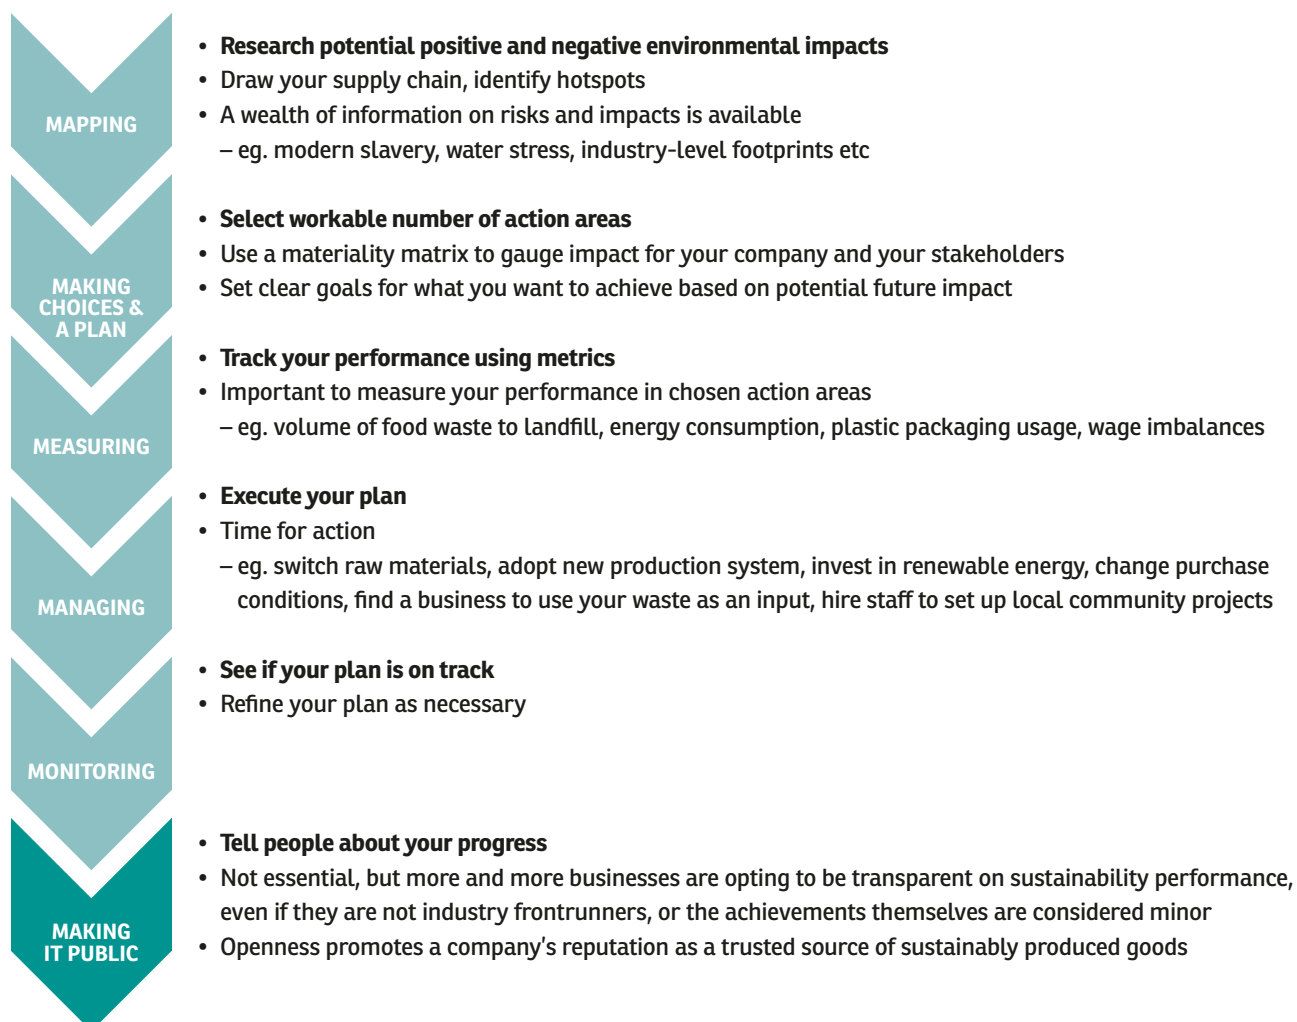 MAPPING
• Research potential positive and negative environmental impacts
• Draw your supply chain, identify hotspots
• A wealth of information on risks and impacts is available
– eg. modern slavery, water stress, industry-level footprints etc
MAKING
CHOICES &
A PLAN
• Select workable number of action areas
• Use a materiality matrix to gauge impact for your company and your stakeholders
• Set clear goals for what you want to achieve based on potential future impact
MEASURING
• Track your performance using metrics
• Important to measure your performance in chosen action areas
– eg. volume of food waste to landfill, energy consumption, plastic packaging usage, wage imbalances
MANAGING
• Execute your plan
• Time for action
– eg. switch raw materials, adopt new production system, invest in renewable energy, change purchase
conditions, find a business to use your waste as an input, hire staff to set up local community projects
MONITORING
• See if your plan is on track
• Refine your plan as necessary
MAKING
IT PUBLIC
• Tell people about your progress
• Not essential, but more and more businesses are opting to be transparent on sustainability performance,
even if they are not industry frontrunners, or the achievements themselves are considered minor
• Openness promotes a company's reputation as a trusted source of sustainably produced goods